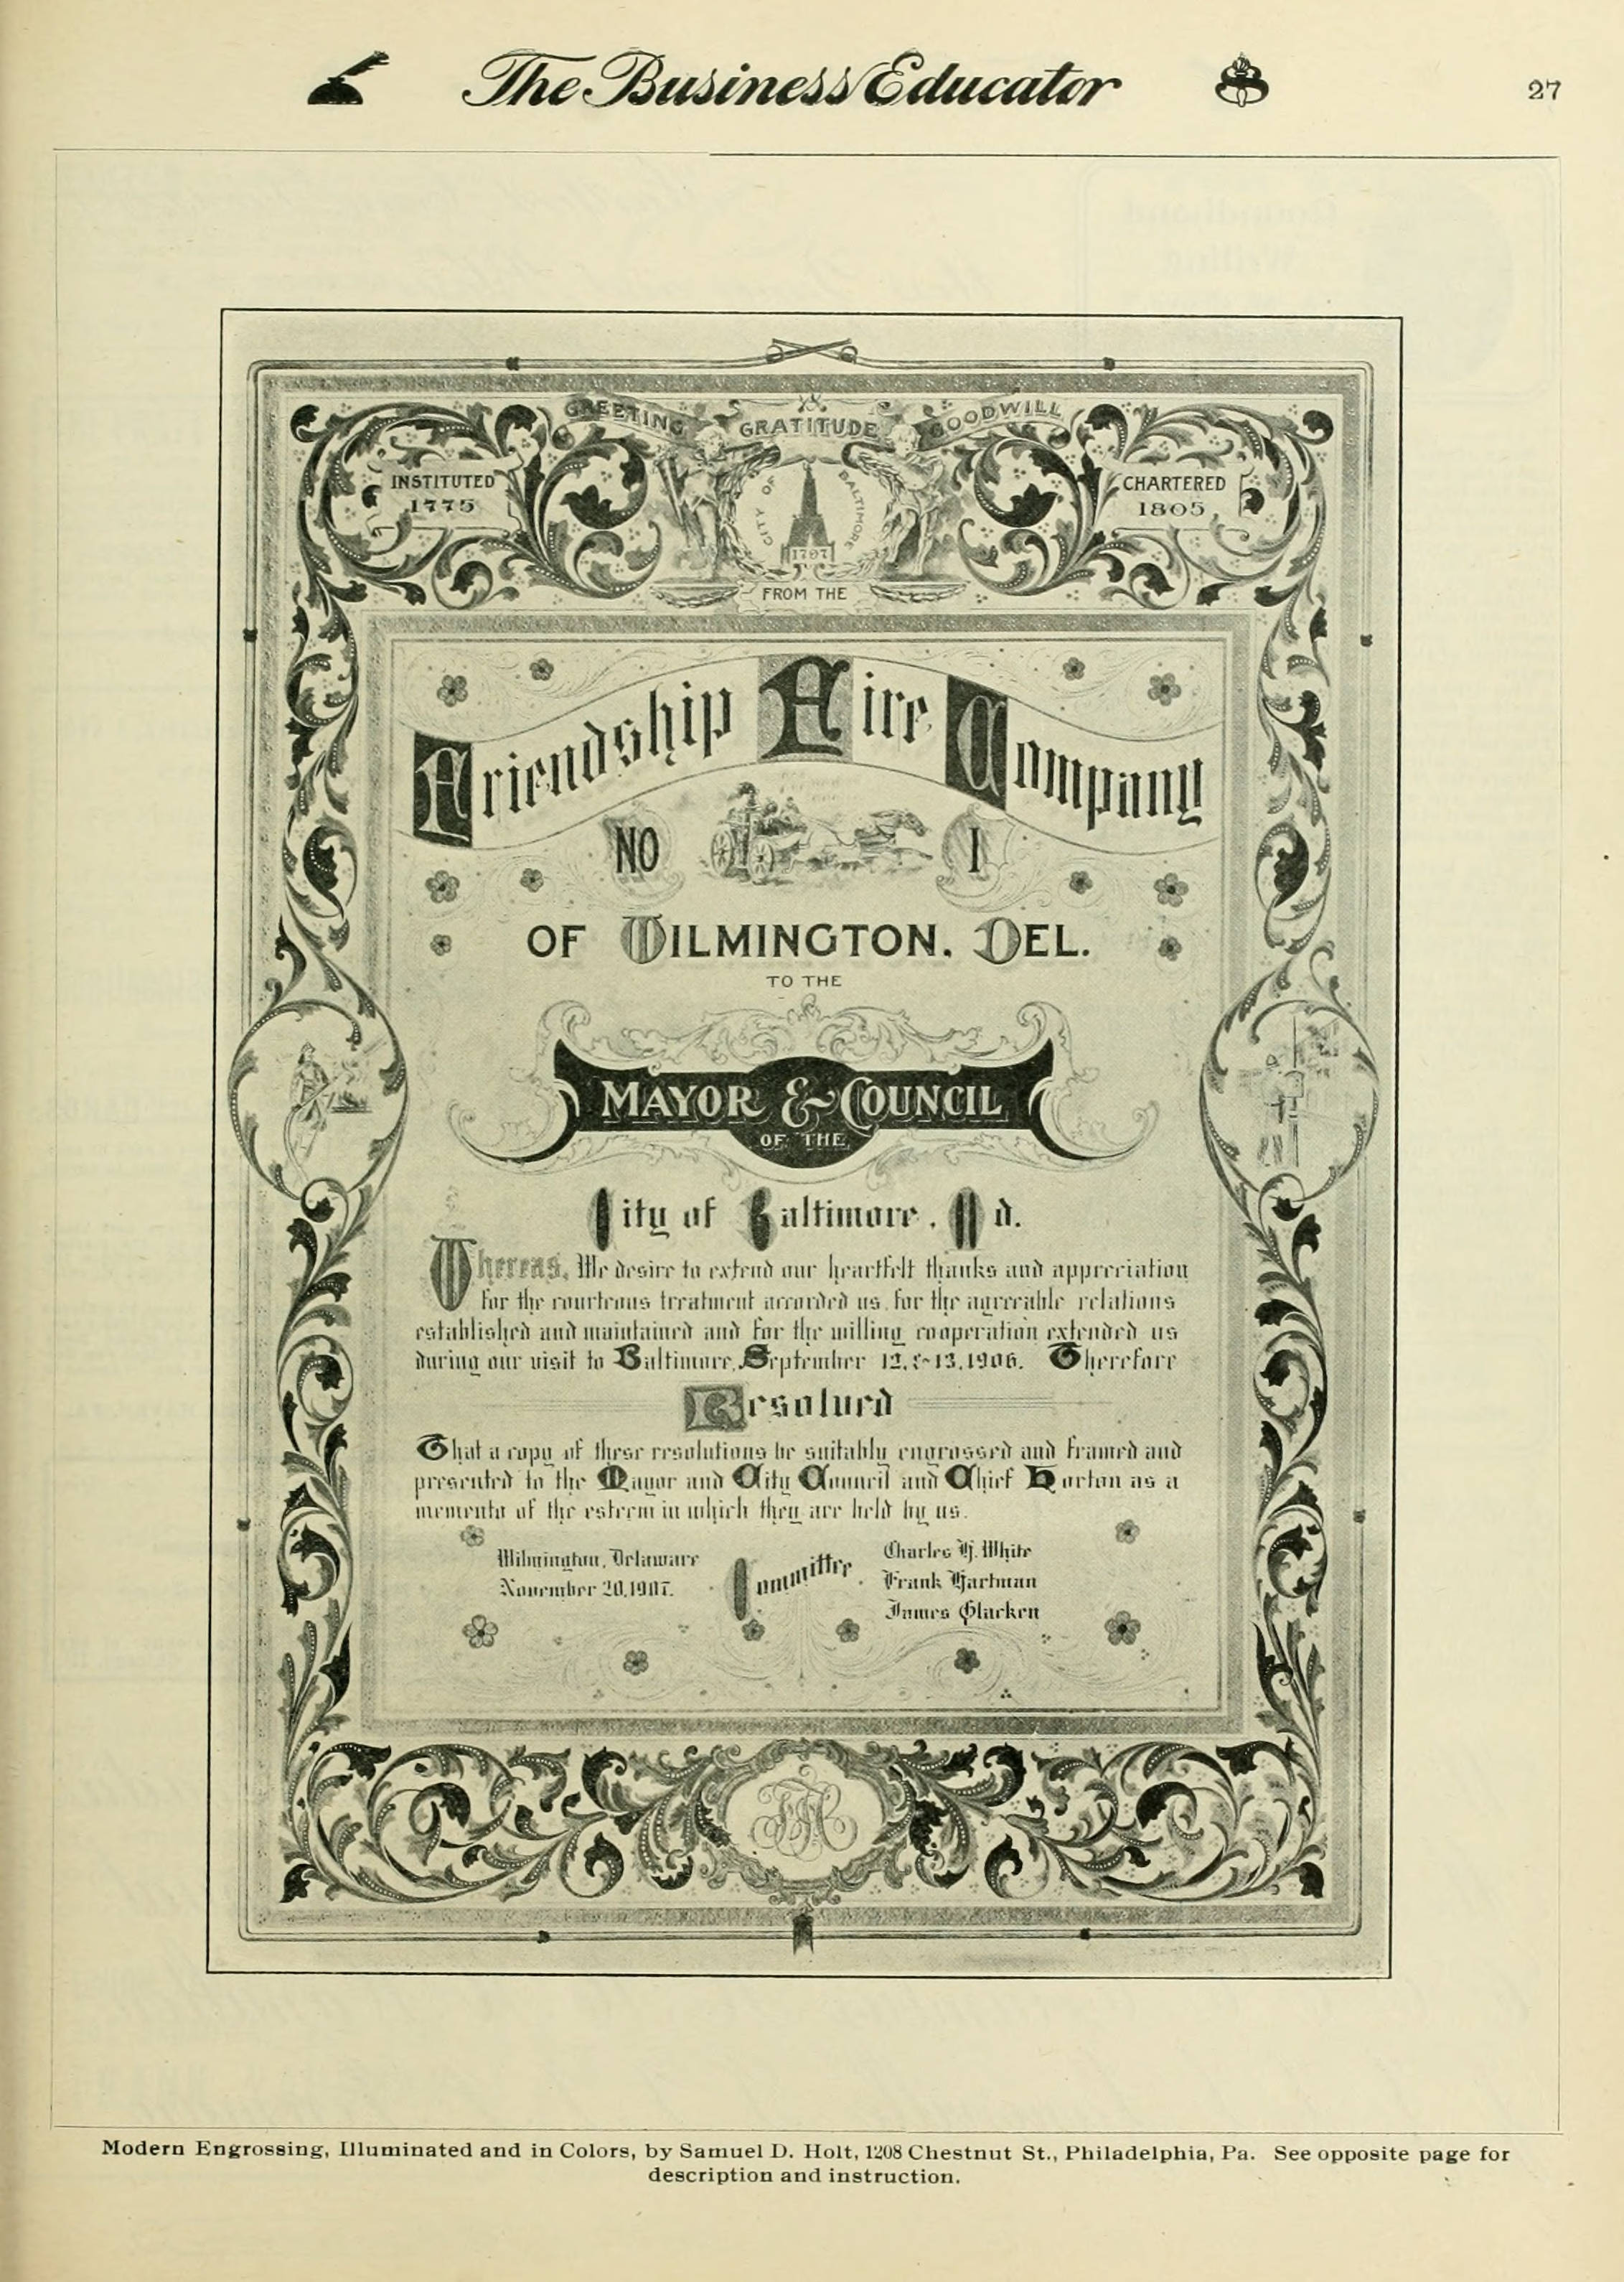 The Business Educator
27
GREETING GRATITUDE GOODWILL
INSTITUTED
1775
CITY OF BALTIMORE
1797
CHARTERED
1805
FROM THE
Friendship Fire Company
NO 1
OF WILMINGTON, DEL.
TO THE
MAYOR & COUNCIL
OF THE
City of Baltimore, Md.
Whereas, We desire to extend our heartfelt thanks and appreciation
for the courteous treatment accorded us, for the agreeable relations
established and maintained and for the willing cooperation extended us
during our visit to Baltimore, September 12, & 13, 1906. Therefore
Resolved
That a copy of these resolutions be suitably engrossed and framed and
presented to the Mayor and City Council and Chief Horton as a
memento of the esteem in which they are held by us.
Wilmington, Delaware
November 20, 1907.
Committee
Charles H. White
Frank Hartman
James Glacken
Modern Engrossing, Illuminated and in Colors, by Samuel D. Holt, 1208 Chestnut St., Philadelphia, Pa. See opposite page for
description and instruction.